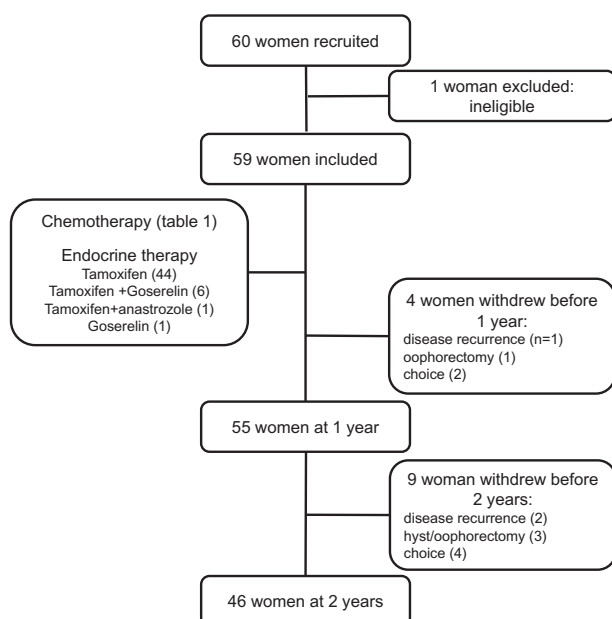 60 women recruited
1 woman excluded:
ineligible
59 women included
Chemotherapy (table 1)
Endocrine therapy
Tamoxifen (44)
Tamoxifen +Goserelin (6)
Tamoxifen+anastrozole (1)
Goserelin (1)
4 women withdrew before
1 year:
disease recurrence (n=1)
oophorectomy (1)
choice (2)
55 women at 1 year
9 woman withdrew before
2 years:
disease recurrence (2)
hyst/oophorectomy (3)
choice (4)
46 women at 2 years